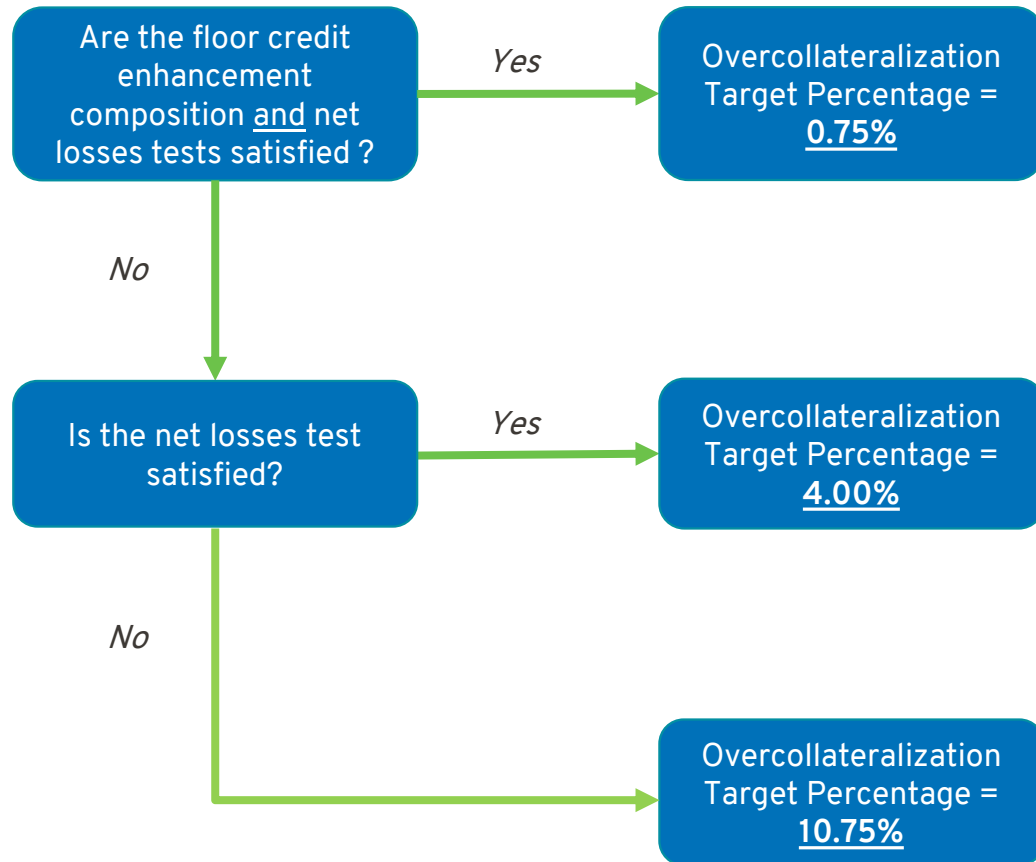 Are the floor credit
enhancement
composition and net
losses tests satisfied ?
Yes
Overcollateralization
Target Percentage =
0.75%
No
Is the net losses test
satisfied?
Yes
Overcollateralization
Target Percentage =
4.00%
No
Overcollateralization
Target Percentage =
10.75%